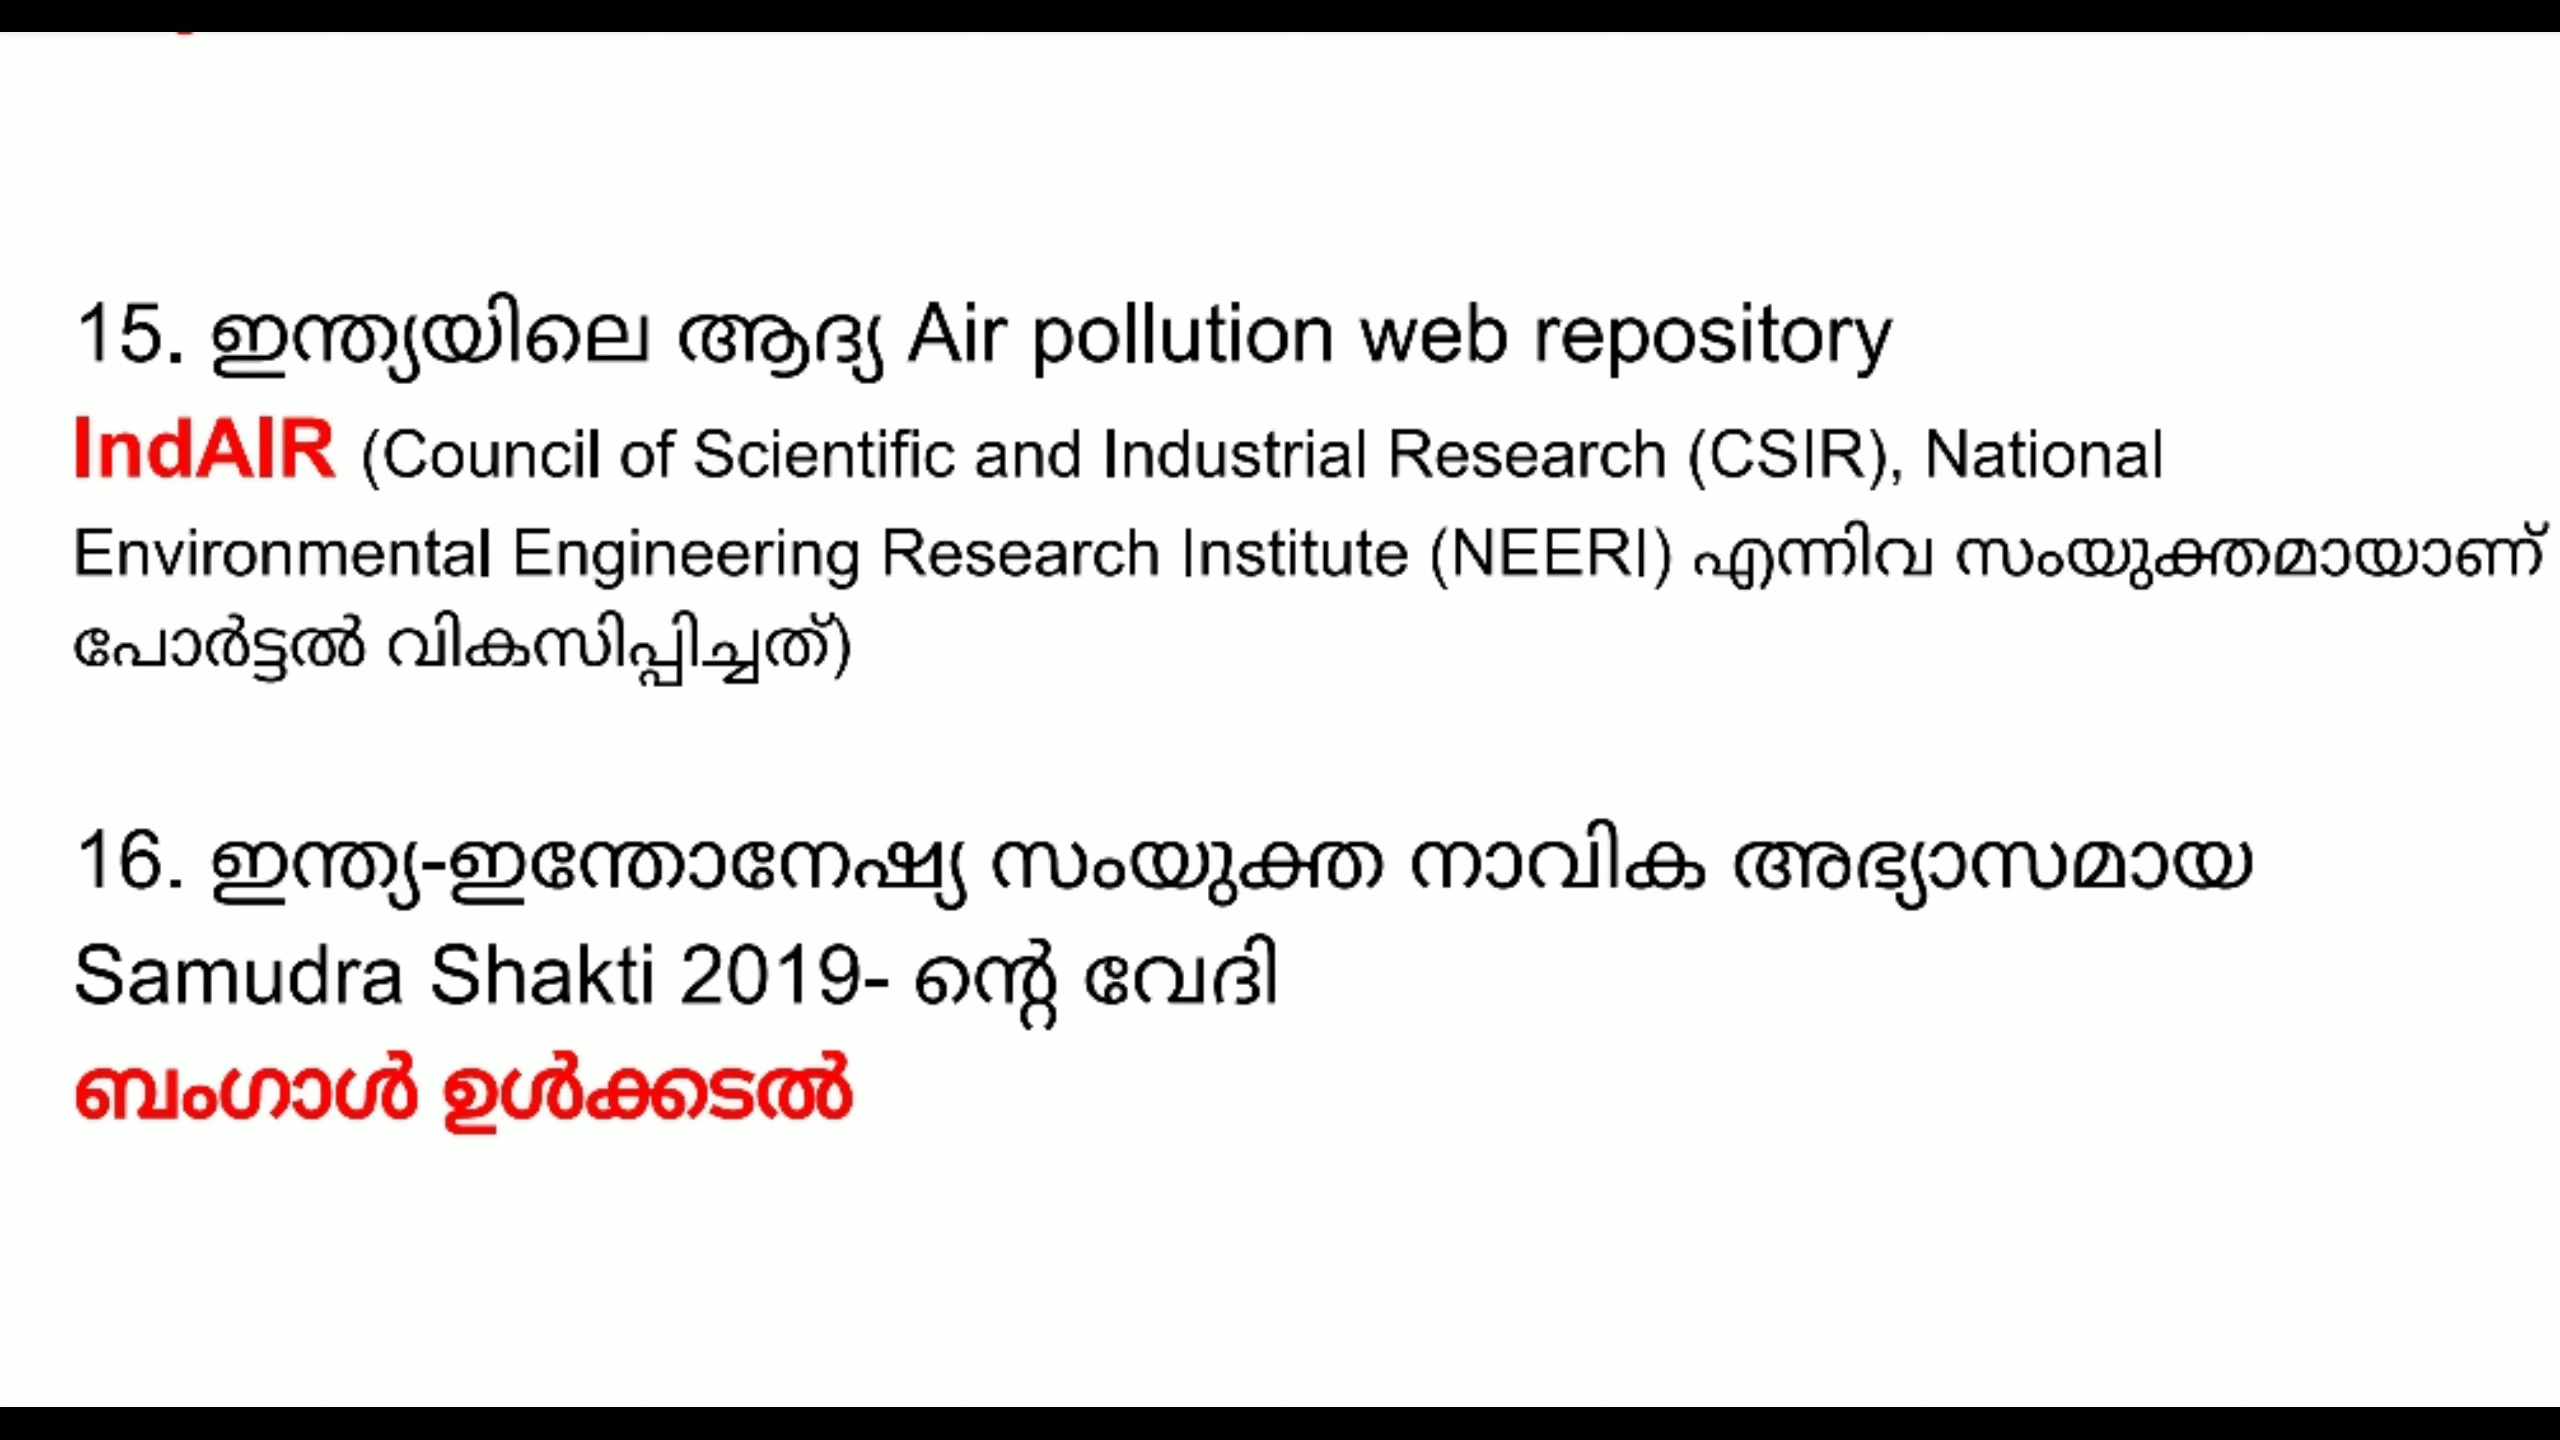 15. ഇന്ത്യയിലെ ആദ്യ Air pollution web repository
IndAIR (Council of Scientific and Industrial Research (CSIR), National
Environmental Engineering Research Institute (NEERI) എന്നിവ സംയുക്തമായാണ്
പോർട്ടൽ വികസിപ്പിച്ചത്)
16. ഇന്ത്യ-ഇന്തോനേഷ്യ സംയുക്ത നാവിക അഭ്യാസമായ
Samudra Shakti 2019- ന്റെ വേദി
ബംഗാൾ ഉൾക്കടൽ